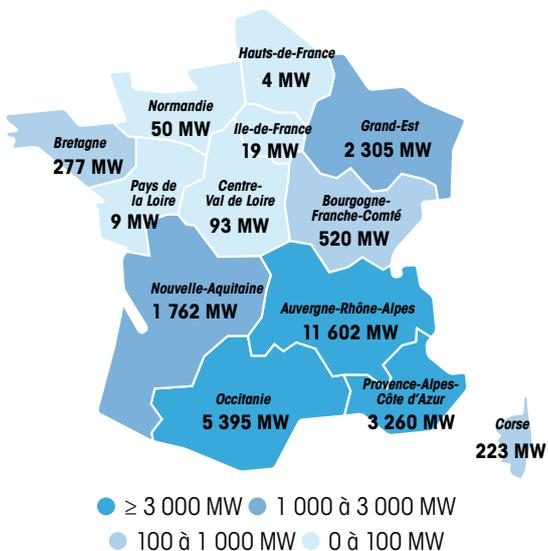 Hauts-de-France
4 MW
Normandie
50 MW
Ile-de-France
19 MW
Grand-Est
2 305 MW
Bretagne
277 MW
Pays de
la Loire
9 MW
Centre-
Val de Loire
93 MW
Bourgogne-
Franche-Comté
520 MW
Nouvelle-Aquitaine
1 762 MW
Auvergne-Rhône-Alpes
11 602 MW
Occitanie
5 395 MW
Provence-Alpes-
Côte d'Azur
3 260 MW
Corse
223 MW
≥ 3 000 MW 1 000 à 3 000 MW
100 à 1 000 MW 0 à 100 MW